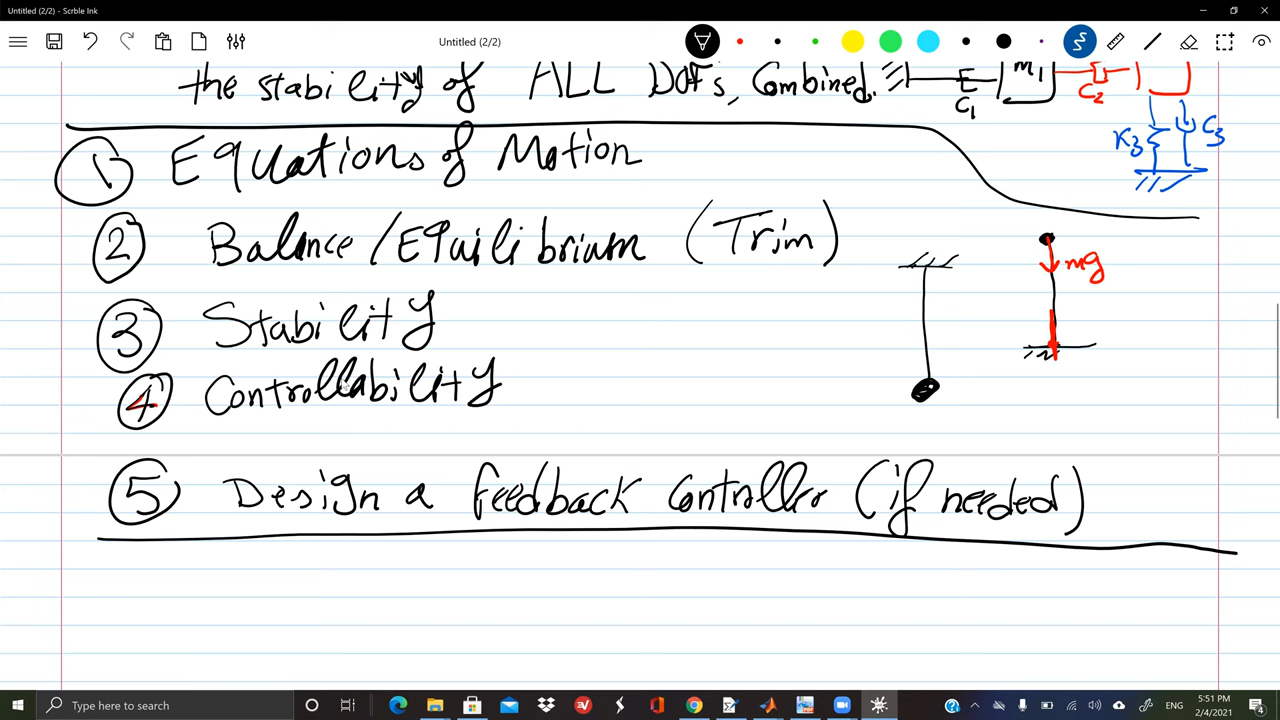 Untitled (2/2) - Scrble Ink
Untitled (2/2)
the stability of ALL DOF's, Combined.
C1
m1
C2
K3
C3
1 Equations of Motion
2 Balance / Equilibrium (Trim)
mg
3 Stability
4 Controllability
5 Design a feedback controller (if needed)
Type here to search
ENG
5:51 PM
2/4/2021
4